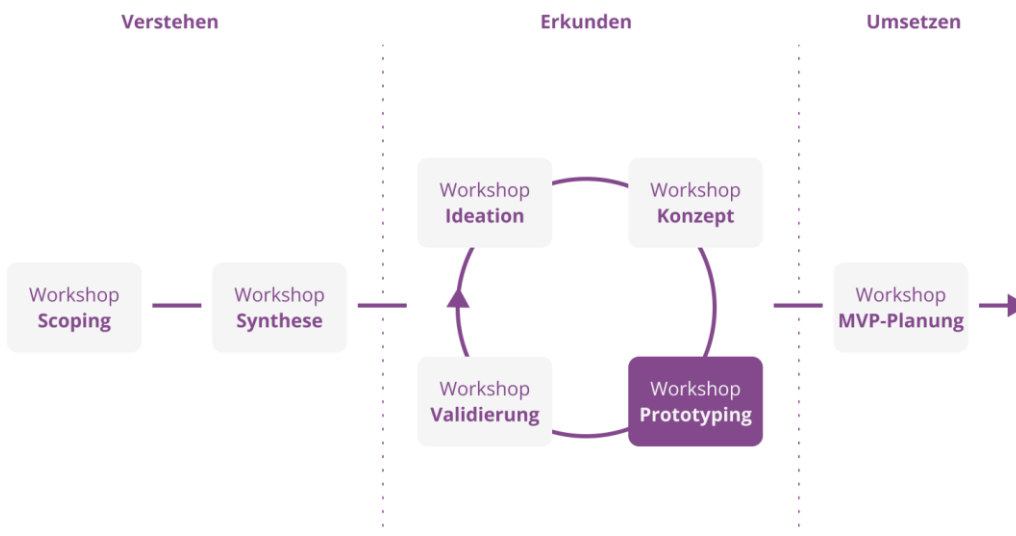 Verstehen
Erkunden
Umsetzen
Workshop
Scoping
Workshop
Synthese
Workshop
Ideation
Workshop
Konzept
Workshop
Validierung
Workshop
Prototyping
Workshop
MVP-Planung